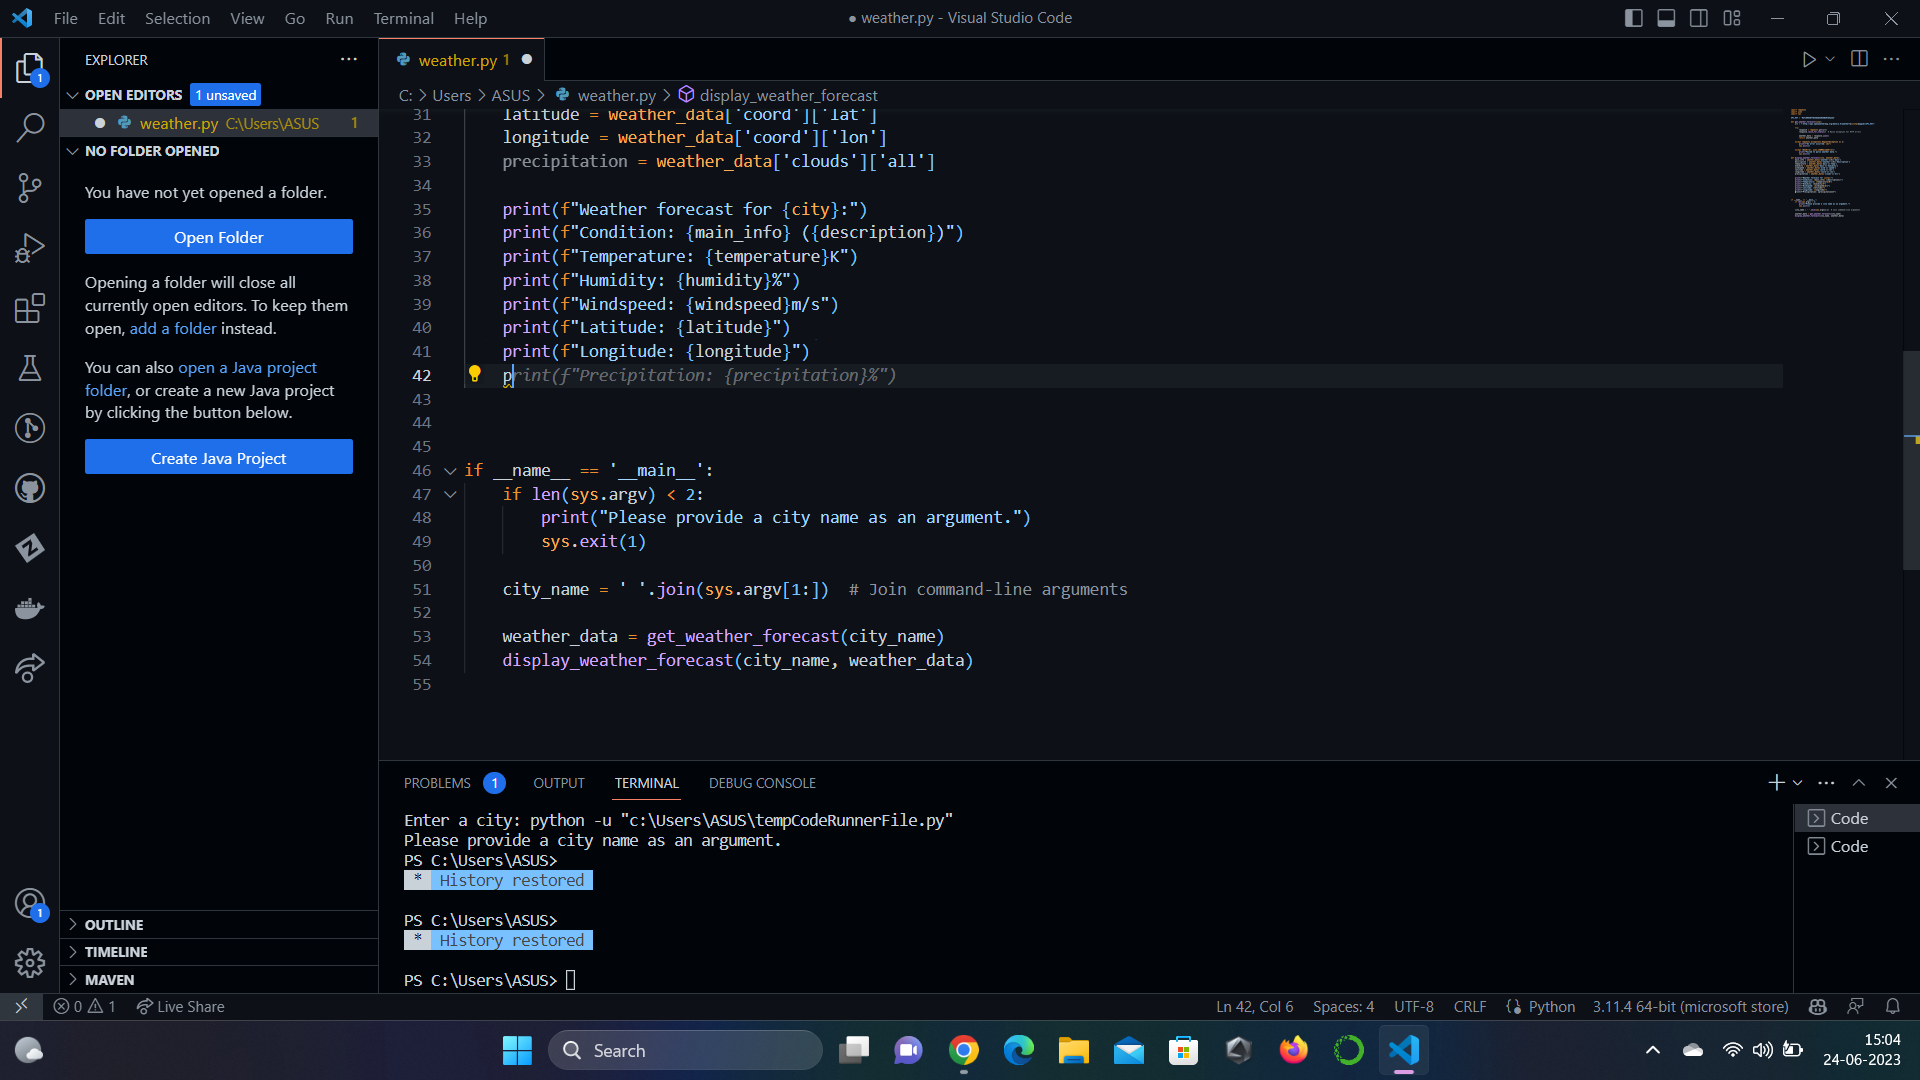 File Edit Selection View Go Run Terminal Help
● weather.py - Visual Studio Code
EXPLORER
OPEN EDITORS 1 unsaved
weather.py C:\Users\ASUS 1
NO FOLDER OPENED
You have not yet opened a folder.
Open Folder
Opening a folder will close all
currently open editors. To keep them
open, add a folder instead.
You can also open a Java project
folder, or create a new Java project
by clicking the button below.
Create Java Project
OUTLINE
TIMELINE
MAVEN
1
1
weather.py 1
C: > Users > ASUS > weather.py > display_weather_forecast
31 latitude = weather_data['coord']['lat']
32 longitude = weather_data['coord']['lon']
33 precipitation = weather_data['clouds']['all']
34
35 print(f"Weather forecast for {city}:")
36 print(f"Condition: {main_info} ({description})")
37 print(f"Temperature: {temperature}K")
38 print(f"Humidity: {humidity}%")
39 print(f"Windspeed: {windspeed}m/s")
40 print(f"Latitude: {latitude}")
41 print(f"Longitude: {longitude}")
42 print(f"Precipitation: {precipitation}%")
43
44
45
46 if __name__ == '__main__':
47 if len(sys.argv) < 2:
48 print("Please provide a city name as an argument.")
49 sys.exit(1)
50
51 city_name = ' '.join(sys.argv[1:]) # Join command-line arguments
52
53 weather_data = get_weather_forecast(city_name)
54 display_weather_forecast(city_name, weather_data)
55
PROBLEMS 1 OUTPUT TERMINAL DEBUG CONSOLE
Enter a city: python -u "c:\Users\ASUS\tempCodeRunnerFile.py"
Please provide a city name as an argument.
PS C:\Users\ASUS>
* History restored
PS C:\Users\ASUS>
* History restored
PS C:\Users\ASUS>
Code
Code
0 1 Live Share
Ln 42, Col 6 Spaces: 4 UTF-8 CRLF Python 3.11.4 64-bit (microsoft store)
Search
15:04
24-06-2023